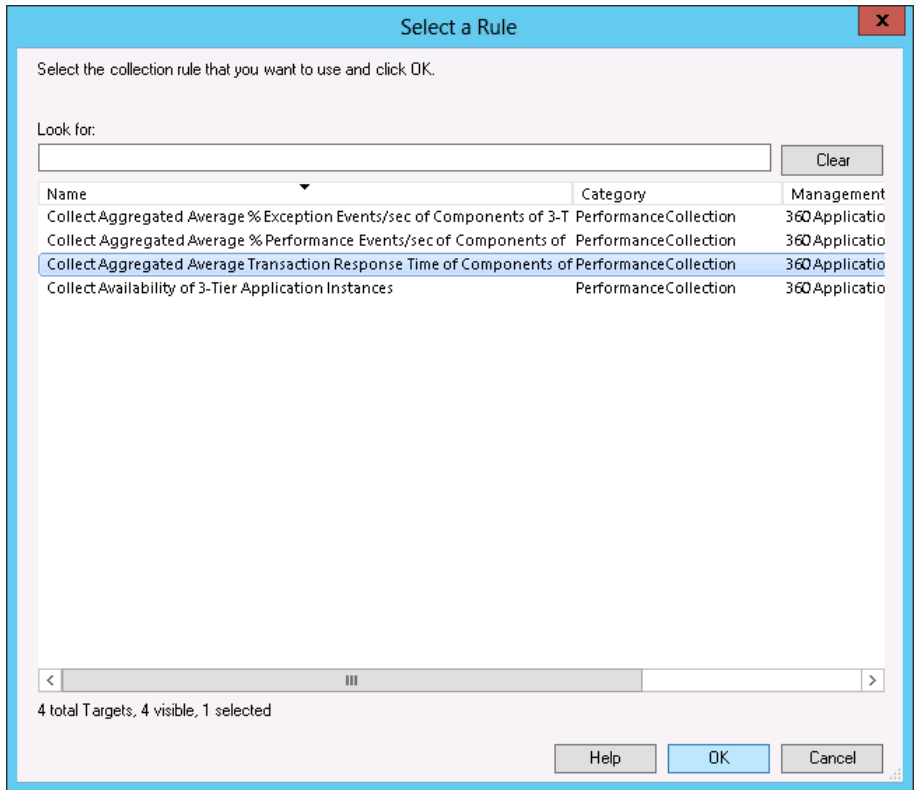 Select a Rule
x
Select the collection rule that you want to use and click OK.
Look for:
Clear
Name Category Management
Collect Aggregated Average % Exception Events/sec of Components of 3-T PerformanceCollection 360 Applicatio
Collect Aggregated Average % Performance Events/sec of Components of PerformanceCollection 360 Applicatio
Collect Aggregated Average Transaction Response Time of Components of PerformanceCollection 360 Applicatio
Collect Availability of 3-Tier Application Instances PerformanceCollection 360 Applicatio
4 total Targets, 4 visible, 1 selected
Help OK Cancel